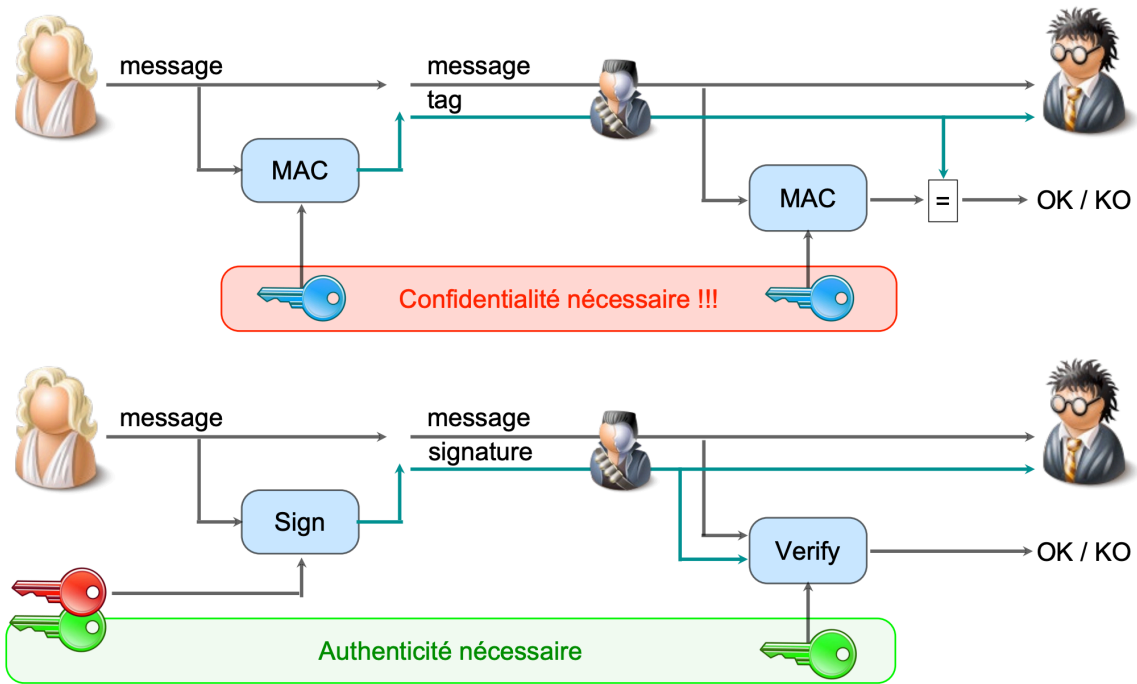 message
message
tag
MAC
MAC
=
OK / KO
Confidentialité nécessaire !!!
message
message
signature
Sign
Verify
OK / KO
Authenticité nécessaire